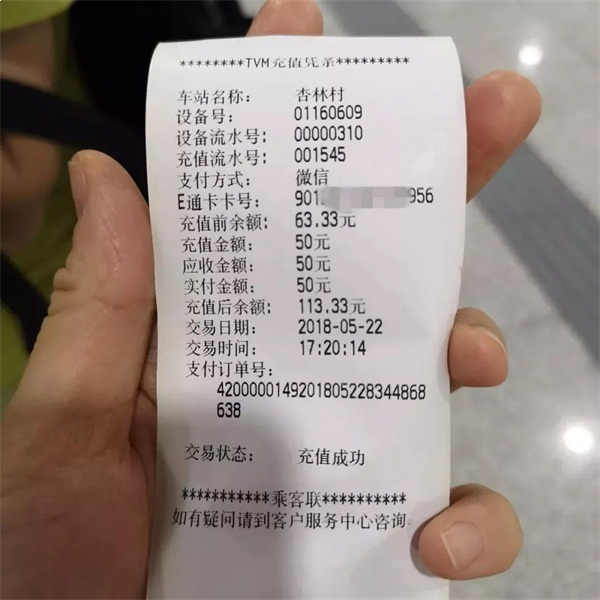 ********TVM充值凭条*********
车站名称: 杏林村
设备号: 01160609
设备流水号: 00000310
充值流水号: 001545
支付方式: 微信
E通卡卡号: 901 956
充值前余额: 63.33元
充值金额: 50元
应收金额: 50元
实付金额: 50元
充值后余额: 113.33元
交易日期: 2018-05-22
交易时间: 17:20:14
支付订单号:
4200000149201805228344868
638
交易状态: 充值成功
***********乘客联***********
如有疑问请到客户服务中心咨询。